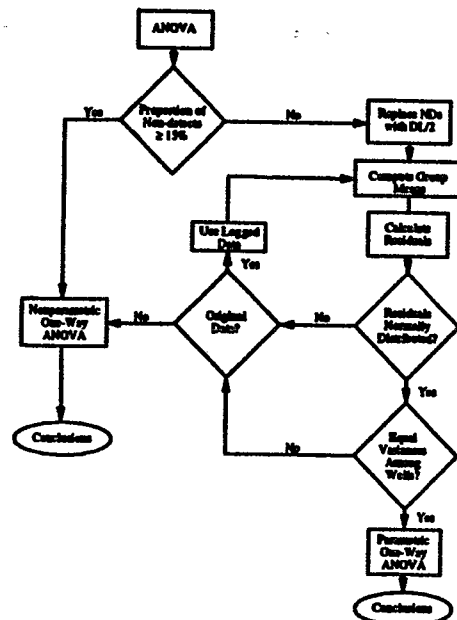 ANOVA
Proportion of
Non-detects
≥ 15%
Yes
No
Replace NDs
with DL/2
Compute Group
Means
Use Logged
Data
Calculate
Residuals
Yes
Nonparametric
One-Way
ANOVA
No
Original
Data?
No
Residuals
Normally
Distributed?
Yes
Conclusions
No
Equal
Variances
Among
Wells?
Yes
Parametric
One-Way
ANOVA
Conclusions